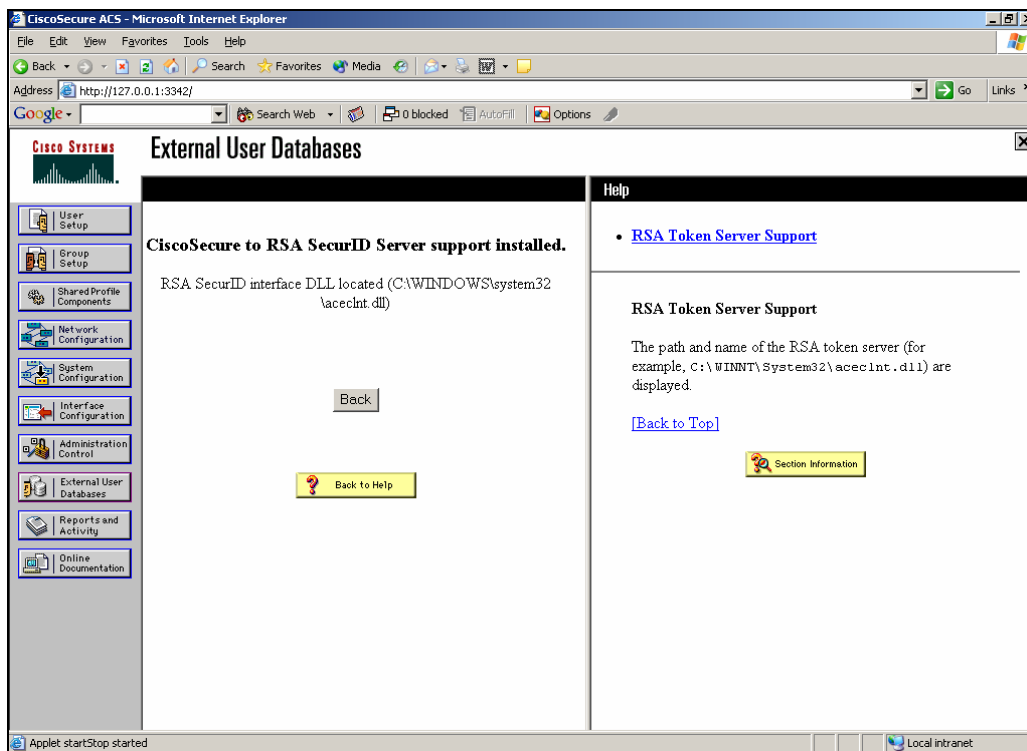 CiscoSecure ACS - Microsoft Internet Explorer
File Edit View Favorites Tools Help
Back Search Favorites Media
Address http://127.0.0.1:3342/ Go Links
Google Search Web 0 blocked AutoFill Options
CISCO SYSTEMS
External User Databases
User
Setup
Group
Setup
Shared Profile
Components
Network
Configuration
System
Configuration
Interface
Configuration
Administration
Control
External User
Databases
Reports and
Activity
Online
Documentation
CiscoSecure to RSA SecurID Server support installed.
RSA SecurID interface DLL located (C:\WINDOWS\system32
\aceclnt.dll)
Back
Back to Help
Help
RSA Token Server Support
RSA Token Server Support
The path and name of the RSA token server (for
example, C:\WINNT\System32\aceclnt.dll) are
displayed.
[Back to Top]
Section Information
Applet startStop started
Local intranet